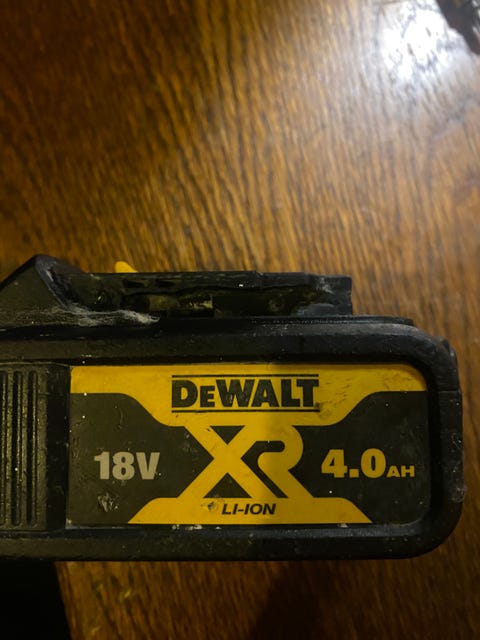 DEWALT
XR
18V
4.0AH
LI-ION